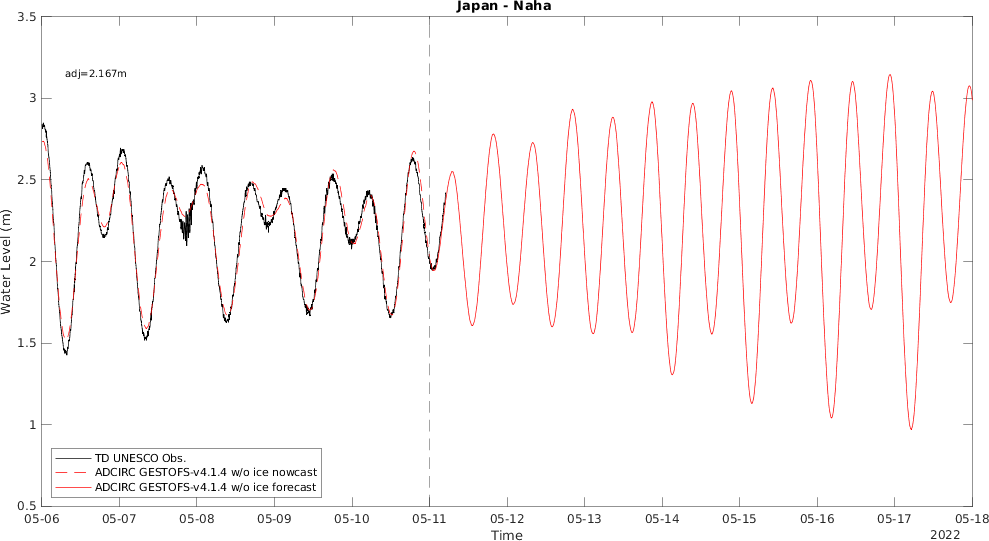 Japan - Naha
adj=2.167m
Water Level (m)
3.5
3
2.5
2
1.5
1
0.5
TD UNESCO Obs.
ADCIRC GESTOFS-v4.1.4 w/o ice nowcast
ADCIRC GESTOFS-v4.1.4 w/o ice forecast
05-06 05-07 05-08 05-09 05-10 05-11 05-12 05-13 05-14 05-15 05-16 05-17 05-18
Time
2022